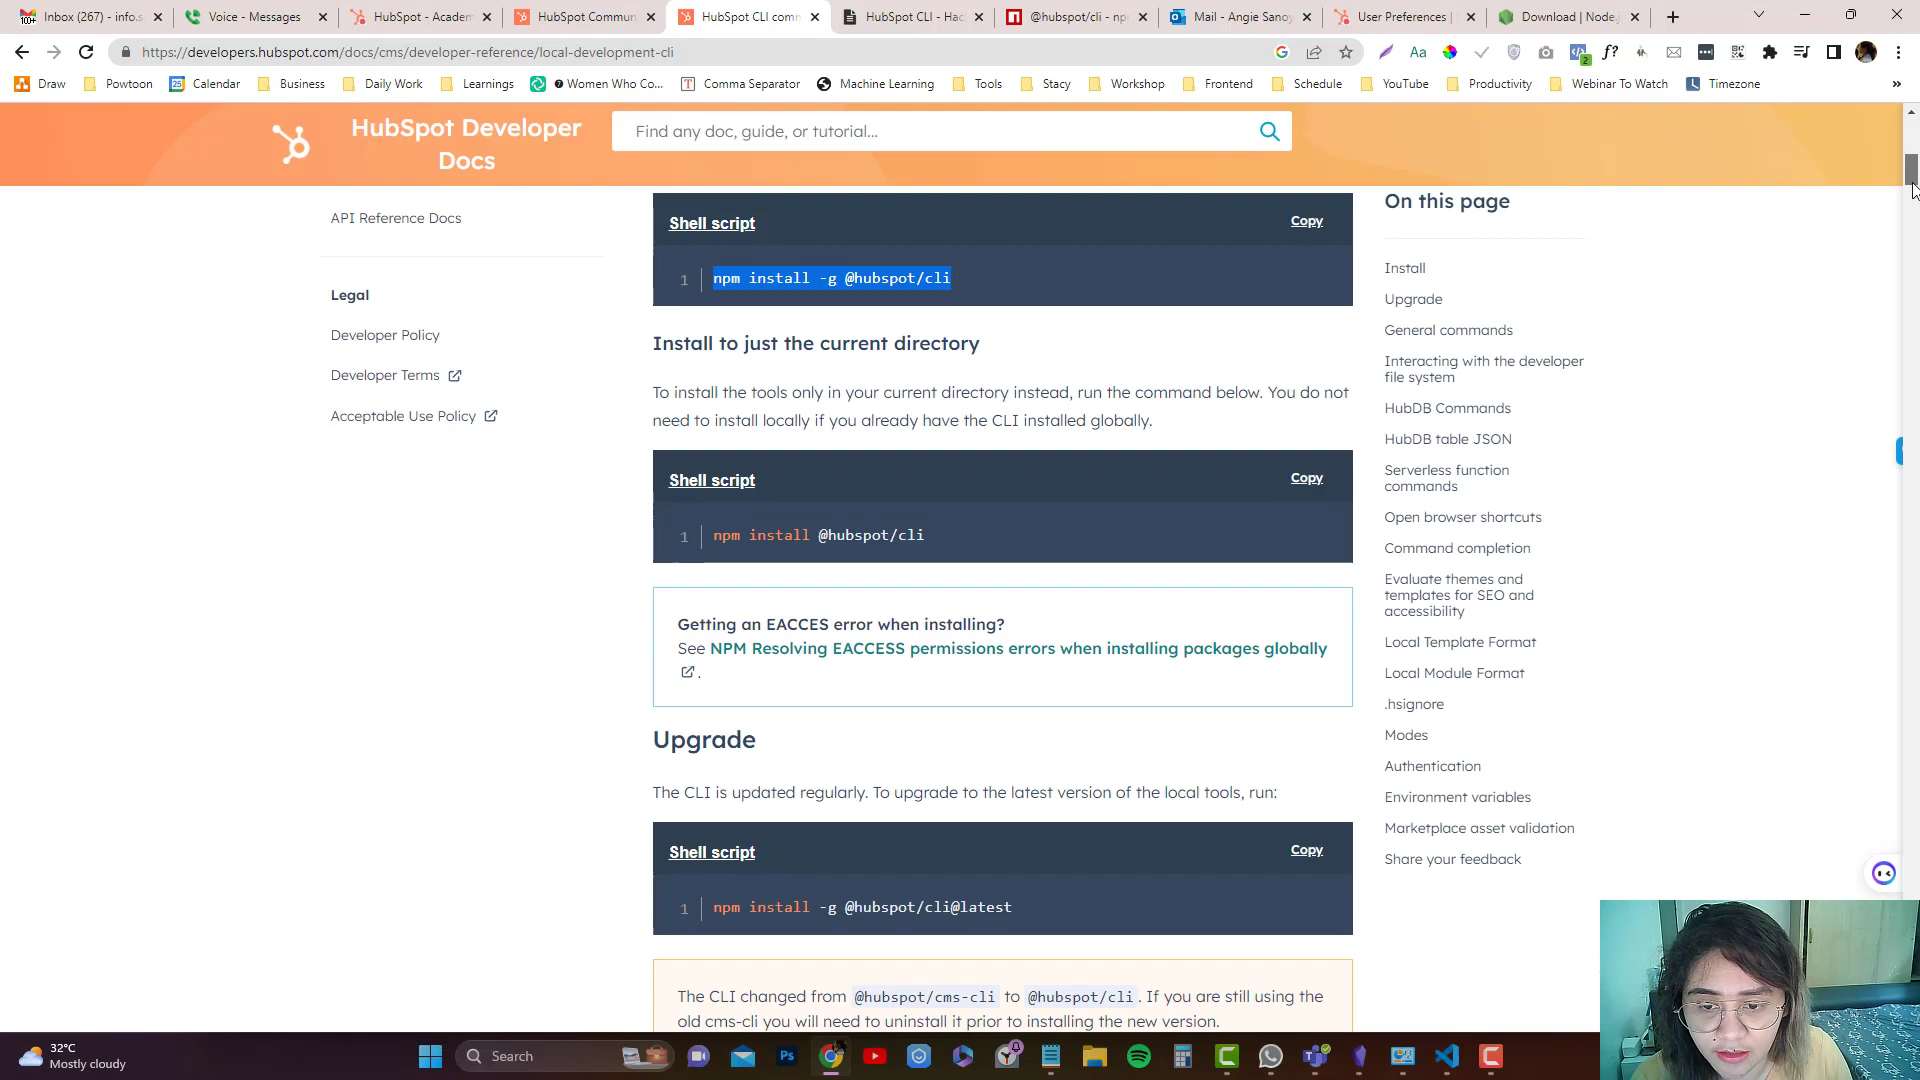 Inbox (267) - info.s
Voice - Messages
HubSpot - Academ
HubSpot Commun
HubSpot CLI comm
HubSpot CLI - Hac
@hubspot/cli - npm
Mail - Angie Sanoy
User Preferences |
Download | Node.j
https://developers.hubspot.com/docs/cms/developer-reference/local-development-cli
Draw
Powtoon
Calendar
Business
Daily Work
Learnings
Women Who Co...
Comma Separator
Machine Learning
Tools
Stacy
Workshop
Frontend
Schedule
YouTube
Productivity
Webinar To Watch
Timezone
HubSpot Developer
Docs
Find any doc, guide, or tutorial...
API Reference Docs
Legal
Developer Policy
Developer Terms
Acceptable Use Policy
Shell script
Copy
1 npm install -g @hubspot/cli
Install to just the current directory
To install the tools only in your current directory instead, run the command below. You do not
need to install locally if you already have the CLI installed globally.
Shell script
Copy
1 npm install @hubspot/cli
Getting an EACCES error when installing?
See NPM Resolving EACCESS permissions errors when installing packages globally
.
Upgrade
The CLI is updated regularly. To upgrade to the latest version of the local tools, run:
Shell script
Copy
1 npm install -g @hubspot/cli@latest
The CLI changed from @hubspot/cms-cli to @hubspot/cli. If you are still using the
old cms-cli you will need to uninstall it prior to installing the new version.
On this page
Install
Upgrade
General commands
Interacting with the developer
file system
HubDB Commands
HubDB table JSON
Serverless function
commands
Open browser shortcuts
Command completion
Evaluate themes and
templates for SEO and
accessibility
Local Template Format
Local Module Format
.hsignore
Modes
Authentication
Environment variables
Marketplace asset validation
Share your feedback
32°C
Mostly cloudy
Search